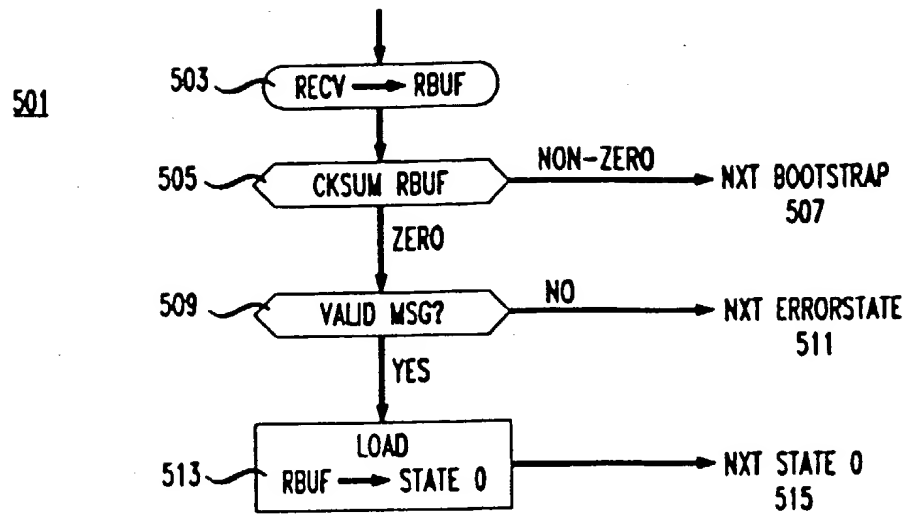 501
503
RECV → RBUF
505
CKSUM RBUF
NON-ZERO
NXT BOOTSTRAP
507
ZERO
509
VALID MSG?
NO
NXT ERRORSTATE
511
YES
513
LOAD
RBUF → STATE 0
NXT STATE 0
515